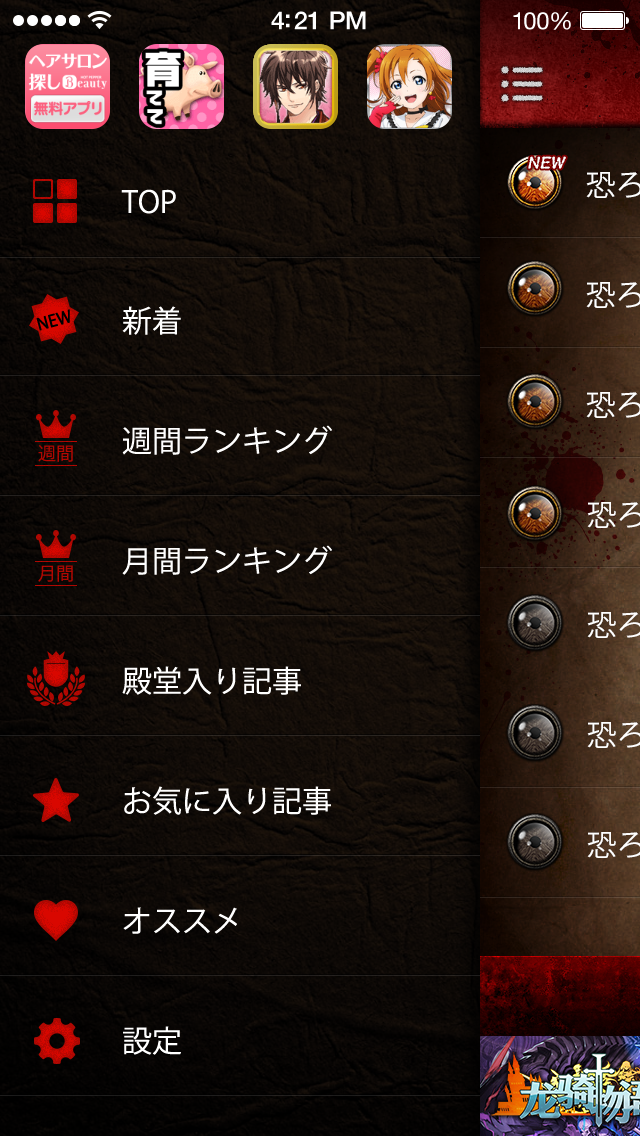 4:21 PM
100%
ヘアサロン
探し Beauty
無料アプリ
育
てて
TOP
NEW
新着
週間
週間ランキング
月間
月間ランキング
殿堂入り記事
お気に入り記事
オススメ
設定
NEW
恐ろ
恐ろ
恐ろ
恐ろ
恐ろ
恐ろ
恐ろ
龙骑物语